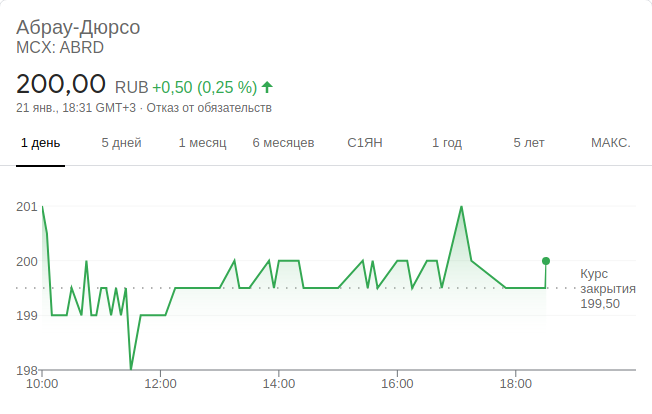 Абрау-Дюрсо
MCX: ABRD
200,00 RUB +0,50 (0,25 %)
21 янв., 18:31 GMT+3 · Отказ от обязательств
1 день 5 дней 1 месяц 6 месяцев С1ЯН 1 год 5 лет МАКС.
201
200
199
198
Курс
закрытия
199,50
10:00 12:00 14:00 16:00 18:00